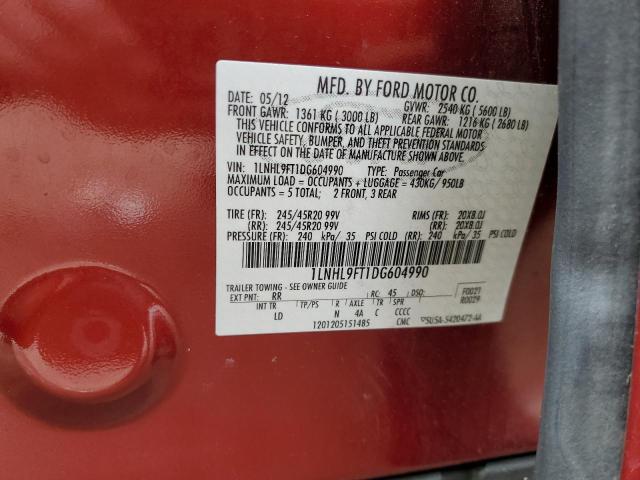 MFD. BY FORD MOTOR CO.
DATE: 05/12 GVWR: 2540 KG ( 5600 LB)
FRONT GAWR: 1361 KG ( 3000 LB) REAR GAWR: 1216 KG ( 2680 LB)
THIS VEHICLE CONFORMS TO ALL APPLICABLE FEDERAL MOTOR
VEHICLE SAFETY, BUMPER, AND THEFT PREVENTION STANDARDS
IN EFFECT ON THE DATE OF MANUFACTURE SHOWN ABOVE.
VIN: 1LNHL9FT1DG604990 TYPE: Passenger Car
MAXIMUM LOAD = OCCUPANTS + LUGGAGE = 430KG/ 950LB
OCCUPANTS = 5 TOTAL; 2 FRONT, 3 REAR
TIRE (FR): 245/45R20 99V RIMS (FR): 20X8.0J
(RR): 245/45R20 99V (RR): 20X8.0J
PRESSURE (FR): 240 kPa/ 35 PSI COLD (RR): 240 kPa/ 35 PSI COLD
1LNHL9FT1DG604990
TRAILER TOWING - SEE OWNER GUIDE
EXT PNT: RR RC: 45 DSO: F0027
R0029
INT TR TP/PS R AXLE TR SPR
LD N 4A C CCCC
1201205151485 CMC